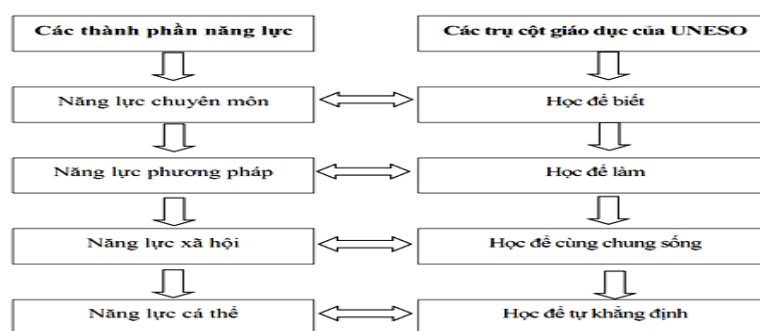 Các thành phần năng lực
Các trụ cột giáo dục của UNESO
Năng lực chuyên môn
Học để biết
Năng lực phương pháp
Học để làm
Năng lực xã hội
Học để cùng chung sống
Năng lực cá thể
Học để tự khẳng định